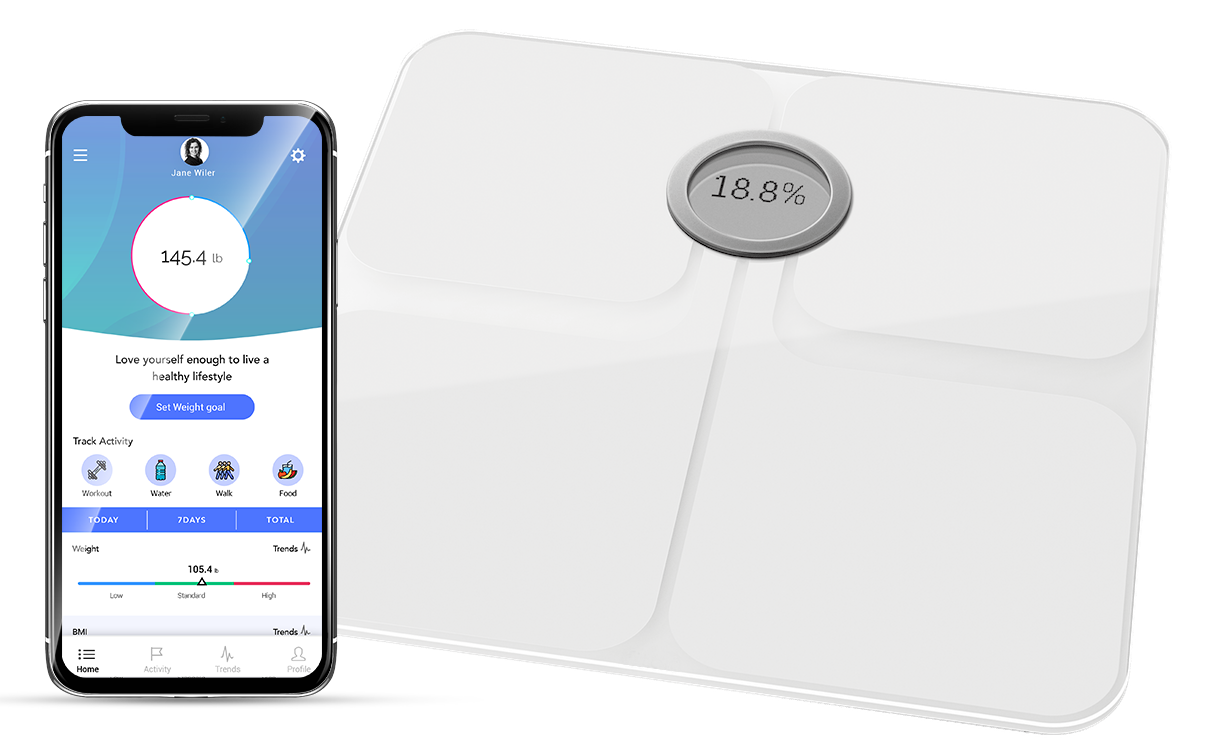 Jane Wiler
145.4 lb
Love yourself enough to live a
healthy lifestyle
Set Weight goal
Track Activity
Workout Water Walk Food
TODAY 7DAYS TOTAL
Weight Trends
105.4 lb
Low Standard High
BMI Trends
Home Activity Trends Profile
18.8%